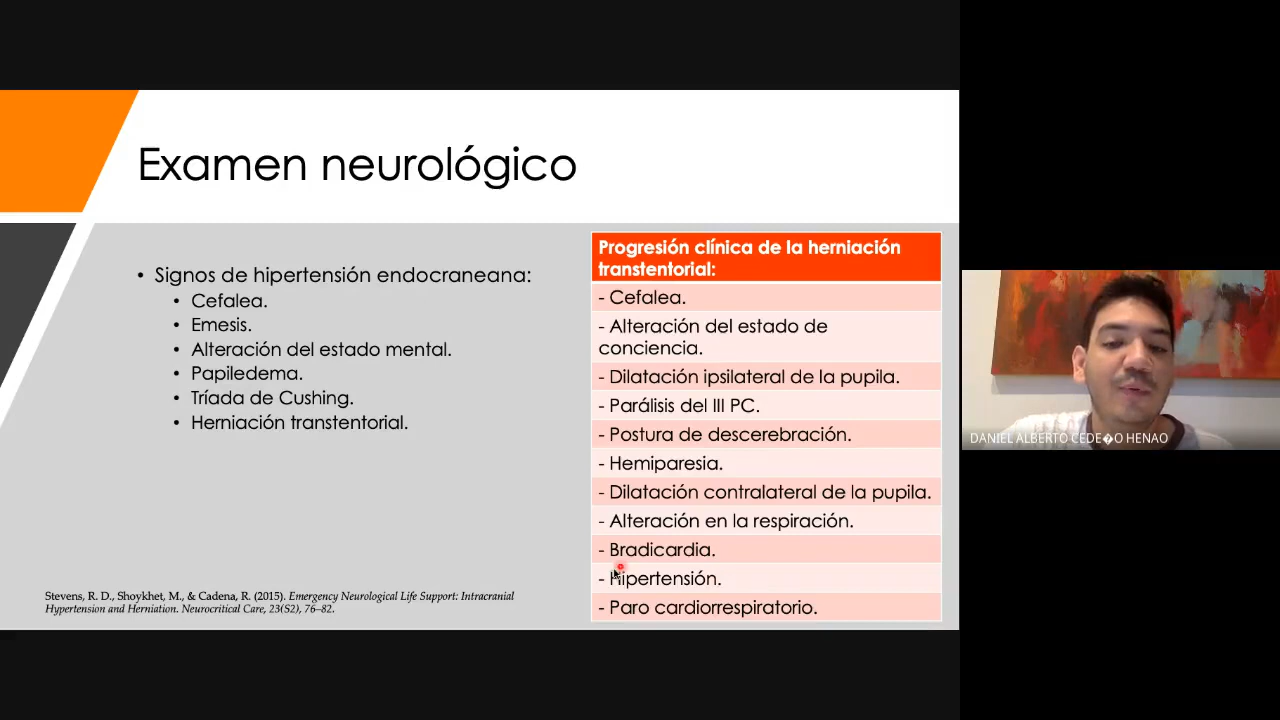 Examen neurológico
• Signos de hipertensión endocraneana:
• Cefalea.
• Emesis.
• Alteración del estado mental.
• Papiledema.
• Tríada de Cushing.
• Herniación transtentorial.
Stevens, R. D., Shoykhet, M., & Cadena, R. (2015). Emergency Neurological Life Support: Intracranial
Hypertension and Herniation. Neurocritical Care, 23(S2), 76–82.
Progresión clínica de la herniación
transtentorial:
- Cefalea.
- Alteración del estado de
conciencia.
- Dilatación ipsilateral de la pupila.
- Parálisis del III PC.
- Postura de descerebración.
- Hemiparesia.
- Dilatación contralateral de la pupila.
- Alteración en la respiración.
- Bradicardia.
- Hipertensión.
- Paro cardiorrespiratorio.
DANIEL ALBERTO CEDE�O HENAO